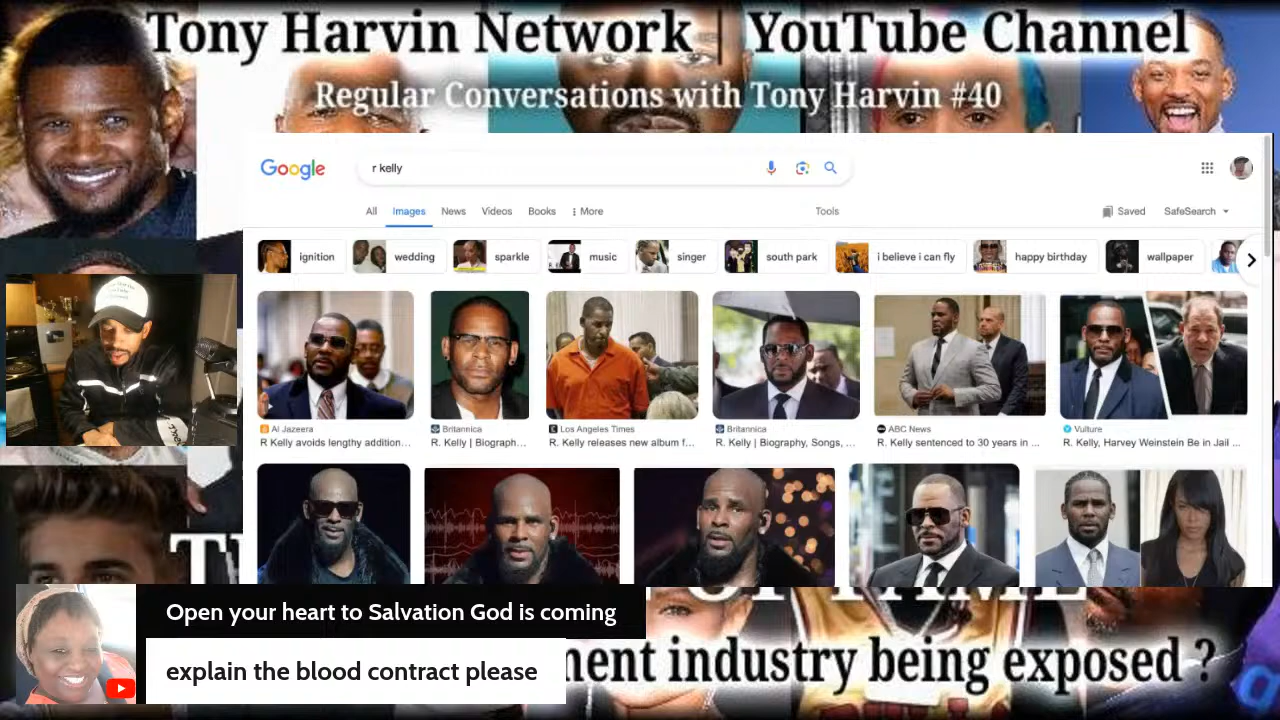 Tony Harvin Network | YouTube Channel
Regular Conversations with Tony Harvin #40
Google
r kelly
All Images News Videos Books More Tools Saved SafeSearch
ignition wedding sparkle music singer south park i believe i can fly happy birthday wallpaper
Al Jazeera Britannica Los Angeles Times Britannica ABC News Vulture
R Kelly avoids lengthy addition... R. Kelly | Biograph... R. Kelly releases new album f... R. Kelly | Biography, Songs, ... R. Kelly sentenced to 30 years in ... R. Kelly, Harvey Weinstein Be in Jail ...
Open your heart to Salvation God is coming
explain the blood contract please
ment industry being exposed ?